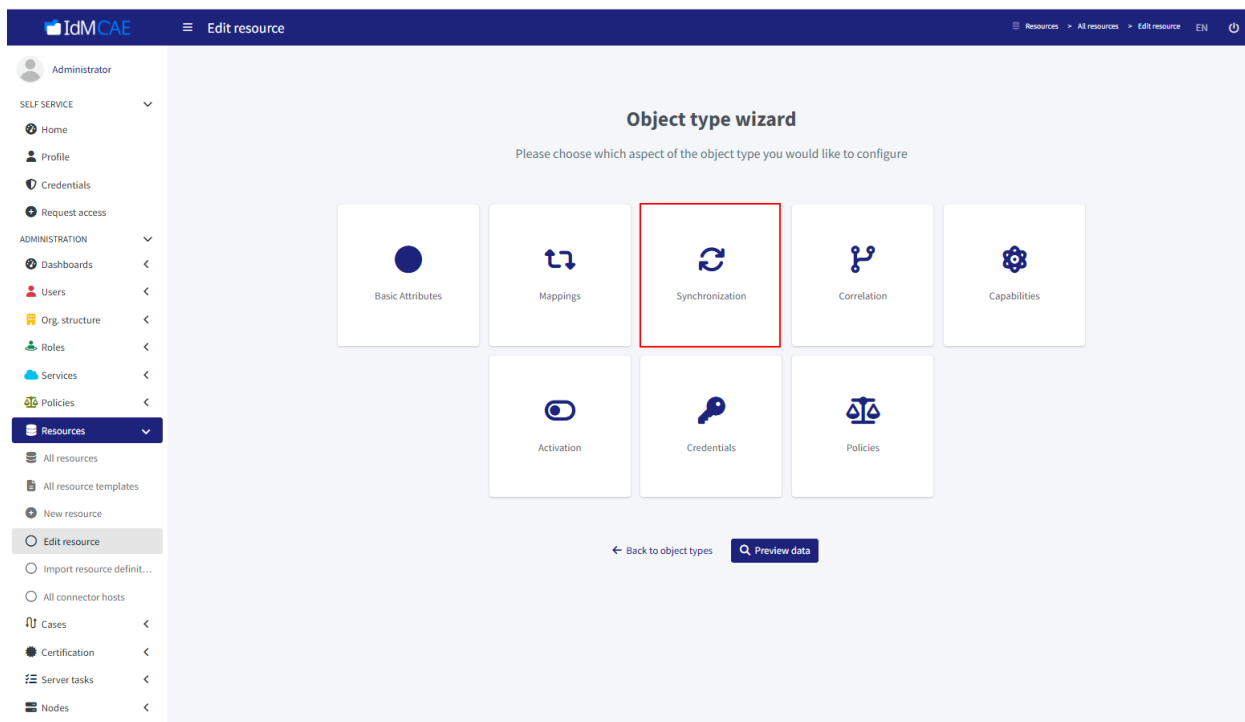 IdMCAE
Edit resource
Resources > All resources > Edit resource EN
Administrator
SELF SERVICE
Home
Profile
Credentials
Request access
ADMINISTRATION
Dashboards
Users
Org. structure
Roles
Services
Policies
Resources
All resources
All resource templates
New resource
Edit resource
Import resource definit...
All connector hosts
Cases
Certification
Server tasks
Nodes
Object type wizard
Please choose which aspect of the object type you would like to configure
Basic Attributes
Mappings
Synchronization
Correlation
Capabilities
Activation
Credentials
Policies
Back to object types
Preview data